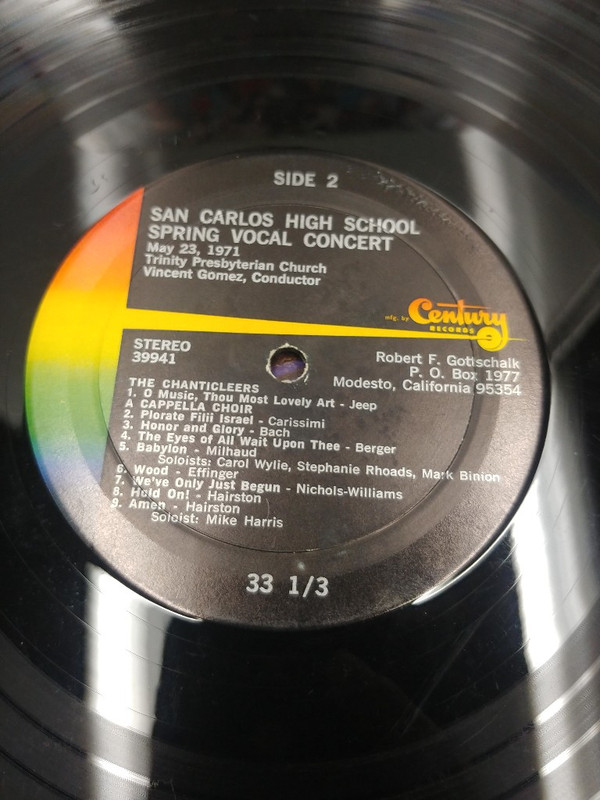 SIDE 2
SAN CARLOS HIGH SCHOOL
SPRING VOCAL CONCERT
May 23, 1971
Trinity Presbyterian Church
Vincent Gomez, Conductor
mfg. by Century
RECORDS
STEREO
39941
Robert F. Gottschalk
P. O. Box 1977
Modesto, California 95354
THE CHANTICLEERS
1. O Music, Thou Most Lovely Art - Jeep
A CAPPELLA CHOIR
2. Plorate Filii Israel - Carissimi
3. Honor and Glory - Bach
4. The Eyes of All Wait Upon Thee - Berger
5. Babylon - Milhaud
Soloists: Carol Wylie, Stephanie Rhoads, Mark Binion
6. Wood - Effinger
7. We've Only Just Begun - Nichols-Williams
8. Hold On! - Hairston
9. Amen - Hairston
Soloist: Mike Harris
33 1/3